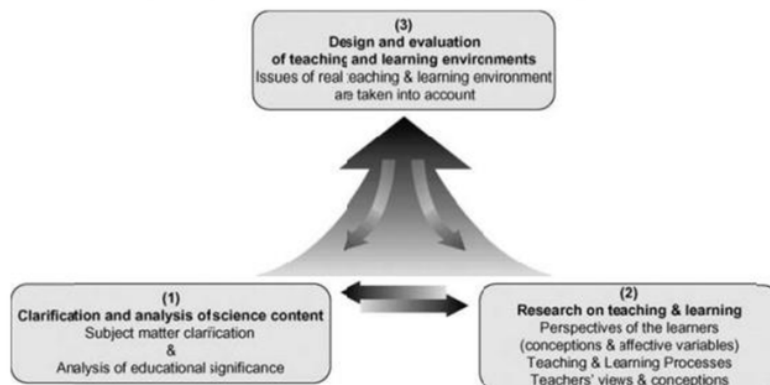 (3)
Design and evaluation
of teaching and learning environments
Issues of real teaching & learning environment
are taken into account
(1)
Clarification and analysis of science content
Subject matter clarification
&
Analysis of educational significance
(2)
Research on teaching & learning
Perspectives of the learners
(conceptions & affective variables)
Teaching & Learning Processes
Teachers' views & conceptions